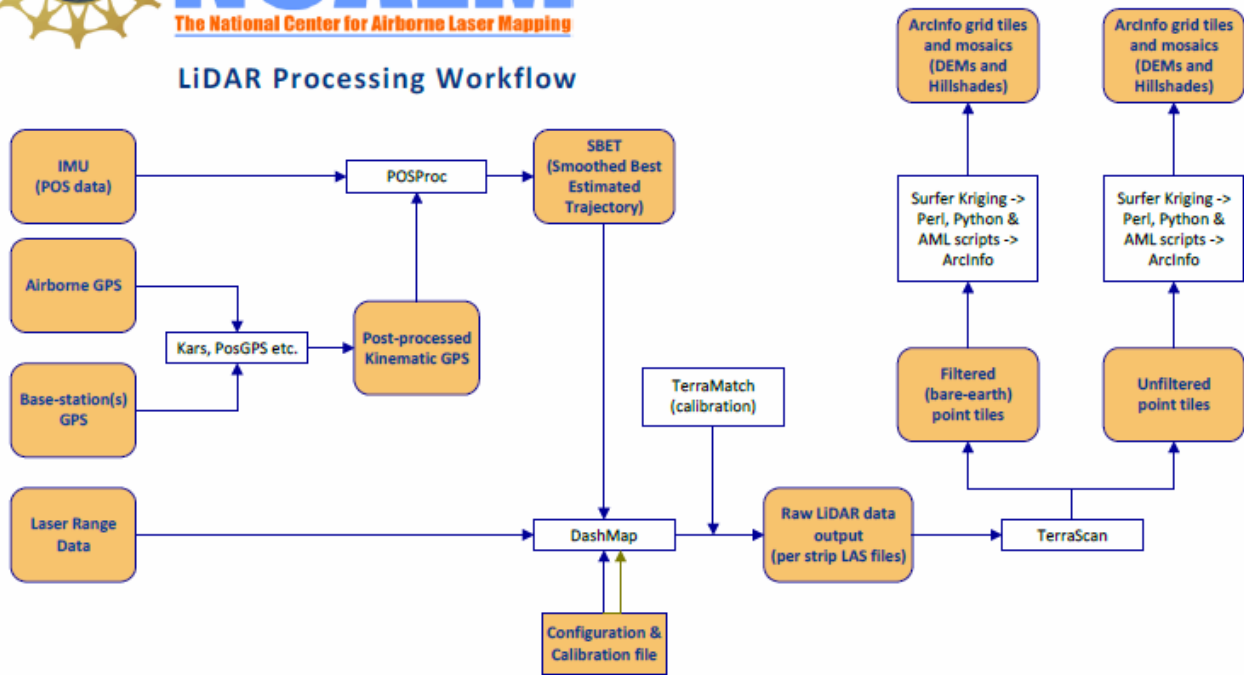 The National Center for Airborne Laser Mapping
LiDAR Processing Workflow
IMU
(POS data)
POSProc
SBET
(Smoothed Best
Estimated
Trajectory)
Airborne GPS
Kars, PosGPS etc.
Post-processed
Kinematic GPS
Base-station(s)
GPS
Laser Range
Data
DashMap
Configuration &
Calibration file
TerraMatch
(calibration)
Raw LiDAR data
output
(per strip LAS files)
TerraScan
Filtered
(bare-earth)
point tiles
Unfiltered
point tiles
Surfer Kriging ->
Perl, Python &
AML scripts ->
ArcInfo
Surfer Kriging ->
Perl, Python &
AML scripts ->
ArcInfo
ArcInfo grid tiles
and mosaics
(DEMs and
Hillshades)
ArcInfo grid tiles
and mosaics
(DEMs and
Hillshades)